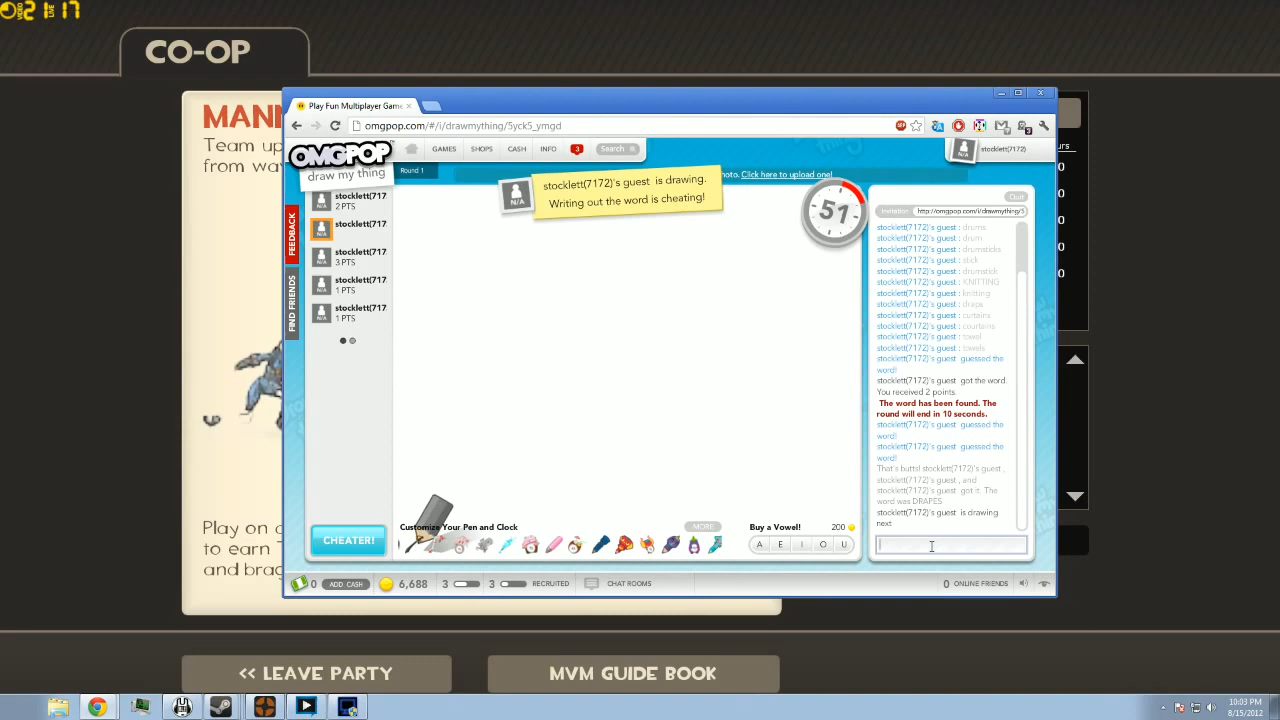 21 LIVE 17
CO-OP
MANN
Team up
from wav
Play on
to earn
and brag
Play Fun Multiplayer Game
omgpop.com/#/i/drawmything/5yck5_ymgd
OMGPOP
GAMES SHOPS CASH INFO 3 Search
N/A stocklett(7172)
draw my thing
Round 1
hoto. Click here to upload one!
N/A stocklett(7172)'s guest is drawing.
Writing out the word is cheating!
51
FEEDBACK
FIND FRIENDS
N/A stocklett(717
2 PTS
N/A stocklett(717
N/A stocklett(717
3 PTS
N/A stocklett(717
1 PTS
N/A stocklett(717
1 PTS
Quit
Invitation http://omgpop.com/i/drawmything/5
stocklett(7172)'s guest : drums
stocklett(7172)'s guest : drum
stocklett(7172)'s guest : drumsticks
stocklett(7172)'s guest : stick
stocklett(7172)'s guest : drumstick
stocklett(7172)'s guest : KNITTING
stocklett(7172)'s guest : knitting
stocklett(7172)'s guest : draps
stocklett(7172)'s guest : curtains
stocklett(7172)'s guest : courtains
stocklett(7172)'s guest : towel
stocklett(7172)'s guest : towels
stocklett(7172)'s guest guessed the
word!
stocklett(7172)'s guest got the word.
You received 2 points.
The word has been found. The
round will end in 10 seconds.
stocklett(7172)'s guest guessed the
word!
stocklett(7172)'s guest guessed the
word!
That's butts! stocklett(7172)'s guest ,
stocklett(7172)'s guest , and
stocklett(7172)'s guest got it. The
word was DRAPES
stocklett(7172)'s guest is drawing
next
CHEATER!
Customize Your Pen and Clock
MORE
Buy a Vowel! 200
A E I O U
0 ADD CASH 6,688 3 3 RECRUITED CHAT ROOMS 0 ONLINE FRIENDS
<< LEAVE PARTY
MVM GUIDE BOOK
10:03 PM
8/15/2012